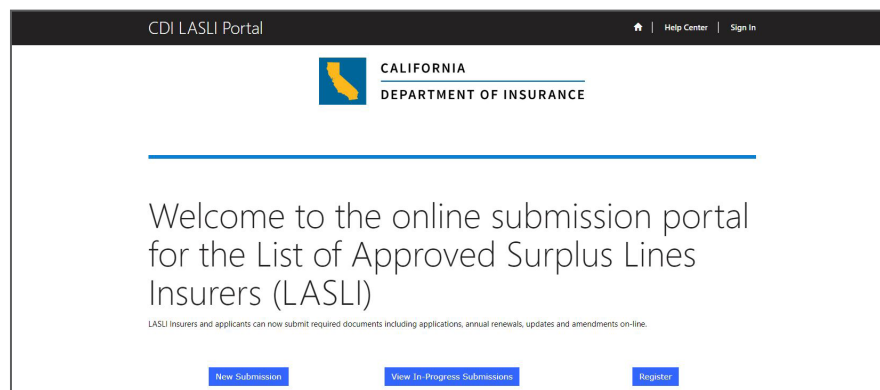 CDI LASLI Portal
Help Center | Sign In
CALIFORNIA
DEPARTMENT OF INSURANCE
Welcome to the online submission portal
for the List of Approved Surplus Lines
Insurers (LASLI)
LASLI Insurers and applicants can now submit required documents including applications, annual renewals, updates and amendments on-line.
New Submission
View In-Progress Submissions
Register